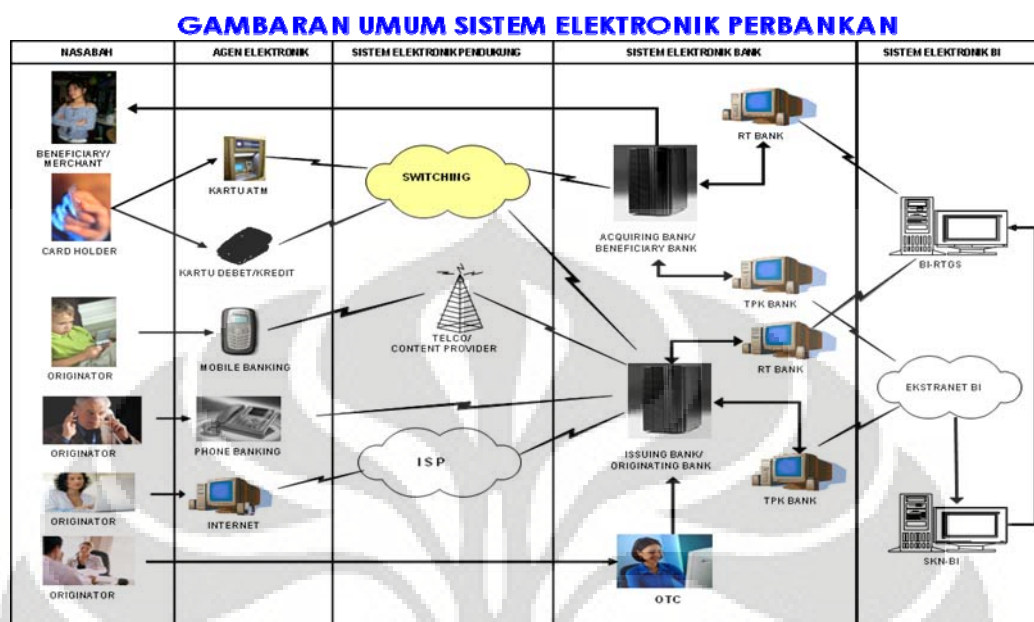 GAMBARAN UMUM SISTEM ELEKTRONIK PERBANKAN
NASABAH
AGEN ELEKTRONIK
SISTEM ELEKTRONIK PENDUKUNG
SISTEM ELEKTRONIK BANK
SISTEM ELEKTRONIK BI
BENEFICIARY/
MERCHANT
CARD HOLDER
ORIGINATOR
ORIGINATOR
ORIGINATOR
ORIGINATOR
KARTU ATM
KARTU DEBET/KREDIT
MOBILE BANKING
PHONE BANKING
INTERNET
SWITCHING
TELCO/
CONTENT PROVIDER
ISP
RT BANK
ACQUIRING BANK/
BENEFICIARY BANK
TPK BANK
RT BANK
ISSUING BANK/
ORIGINATING BANK
TPK BANK
OTC
BI-RTGS
EKSTRANET BI
SKN-BI